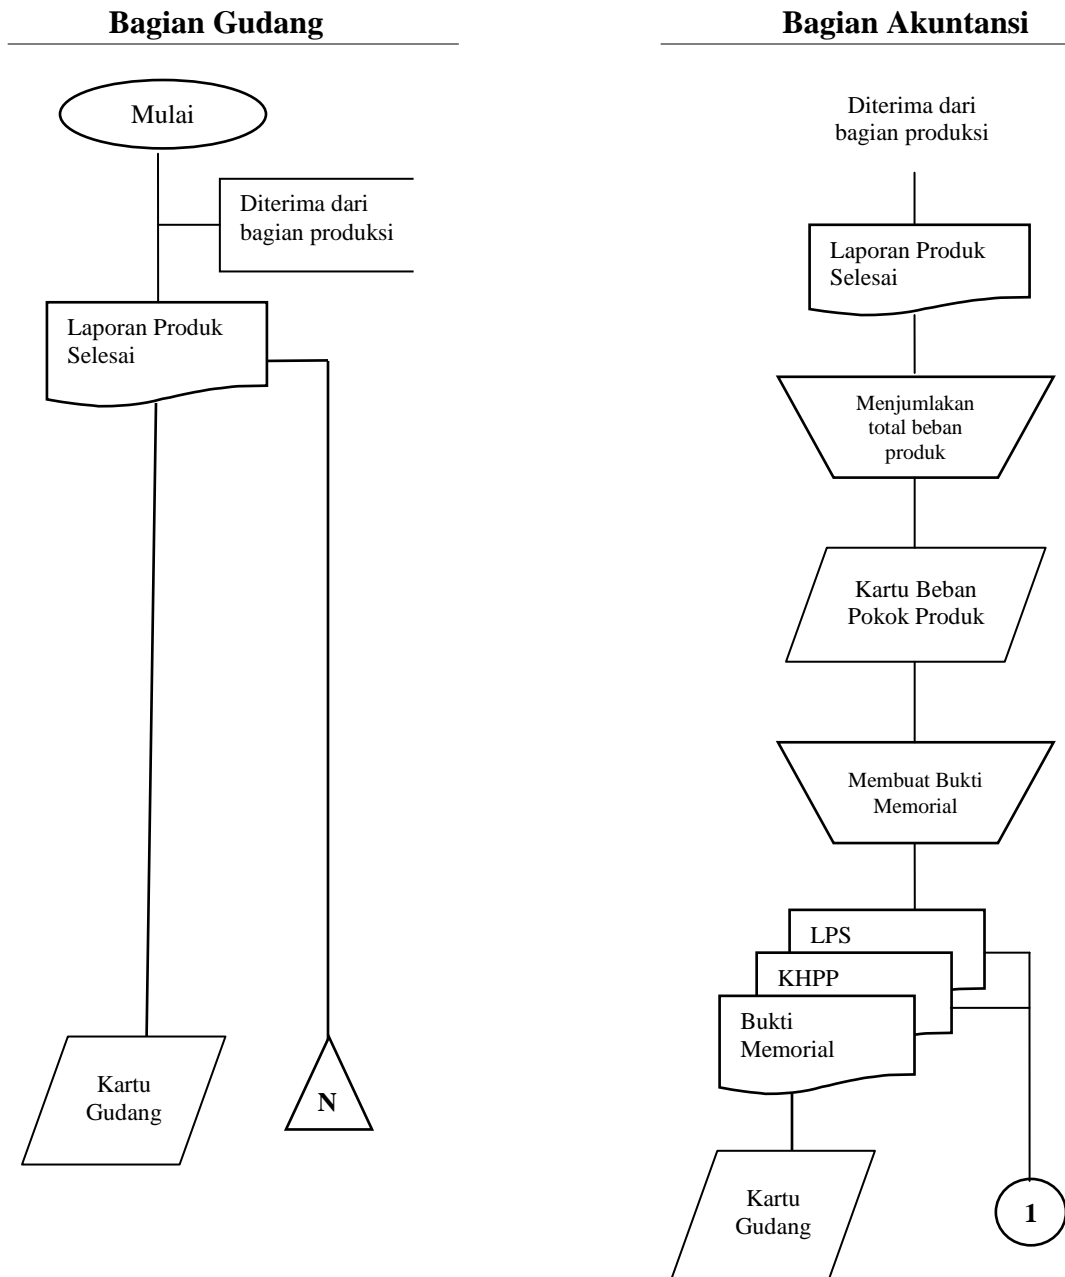 Bagian Gudang
Mulai
Diterima dari
bagian produksi
Laporan Produk
Selesai
Kartu
Gudang
N
Bagian Akuntansi
Diterima dari
bagian produksi
Laporan Produk
Selesai
Menjumlakan
total beban
produk
Kartu Beban
Pokok Produk
Membuat Bukti
Memorial
LPS
KHPP
Bukti
Memorial
Kartu
Gudang
1